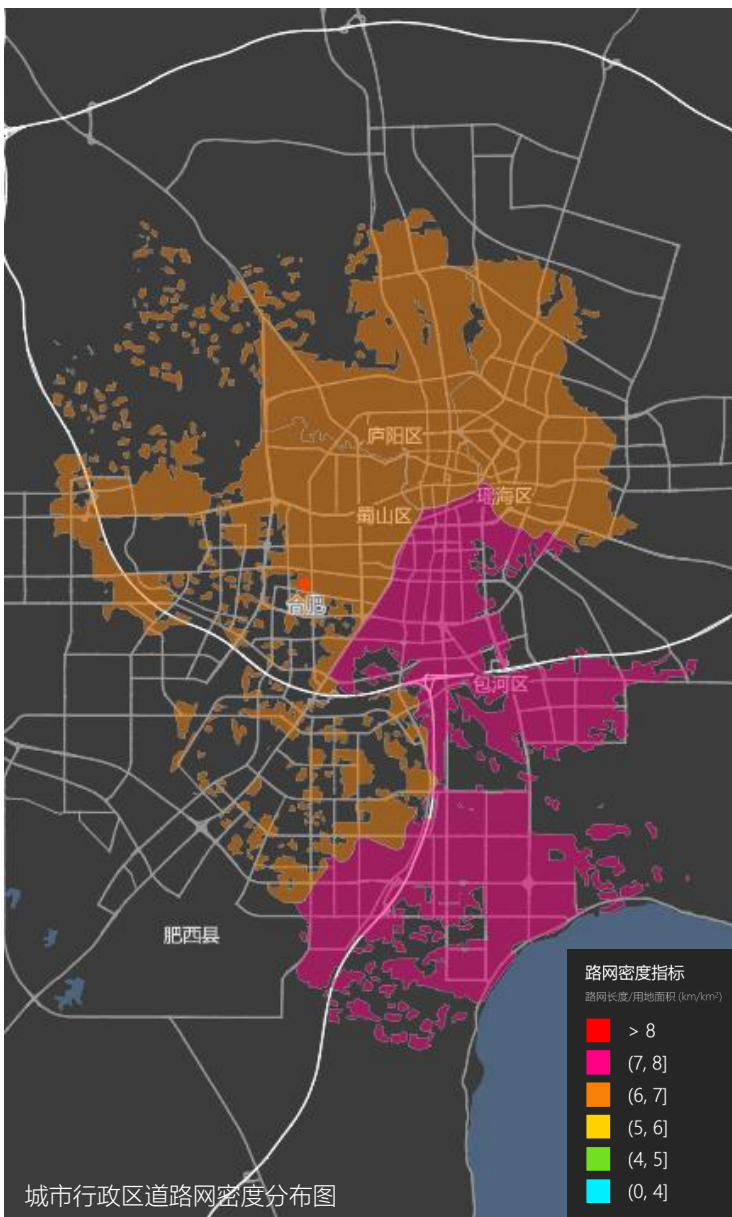 庐阳区
瑶海区
蜀山区
合肥
包河区
肥西县
路网密度指标
路网长度/用地面积 (km/km²)
> 8
(7, 8]
(6, 7]
(5, 6]
(4, 5]
(0, 4]
城市行政区道路网密度分布图